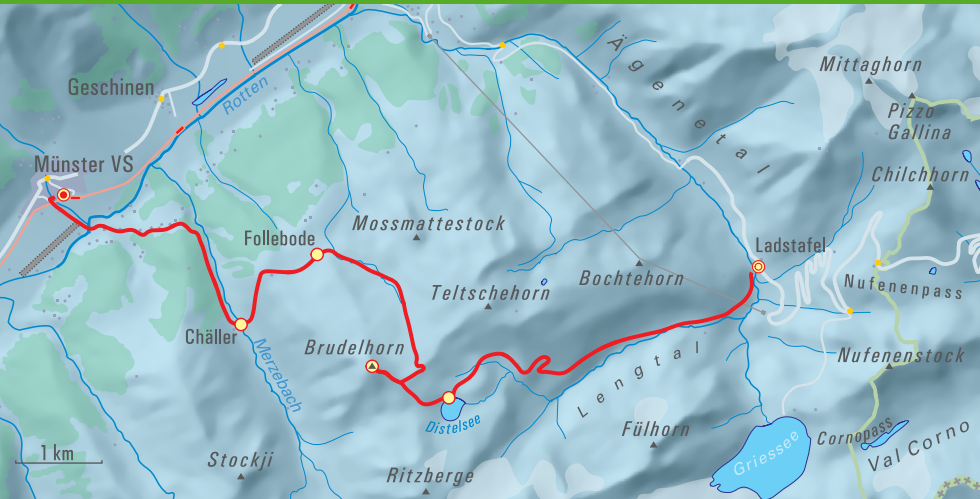 Ägenetal
Mittaghorn
Geschinen
Rotten
Pizzo
Gallina
Münster VS
Chilchhorn
Mossmattestock
Follebode
Ladstafel
Bochtehorn
Teltschehorn
Nufenenpass
Chäller
Merzebach
Brudelhorn
Nufenenstock
Lengtal
Distelsee
Fülhorn
Cornopass
Val Corno
Griessee
1 km
Stockji
Ritzberge